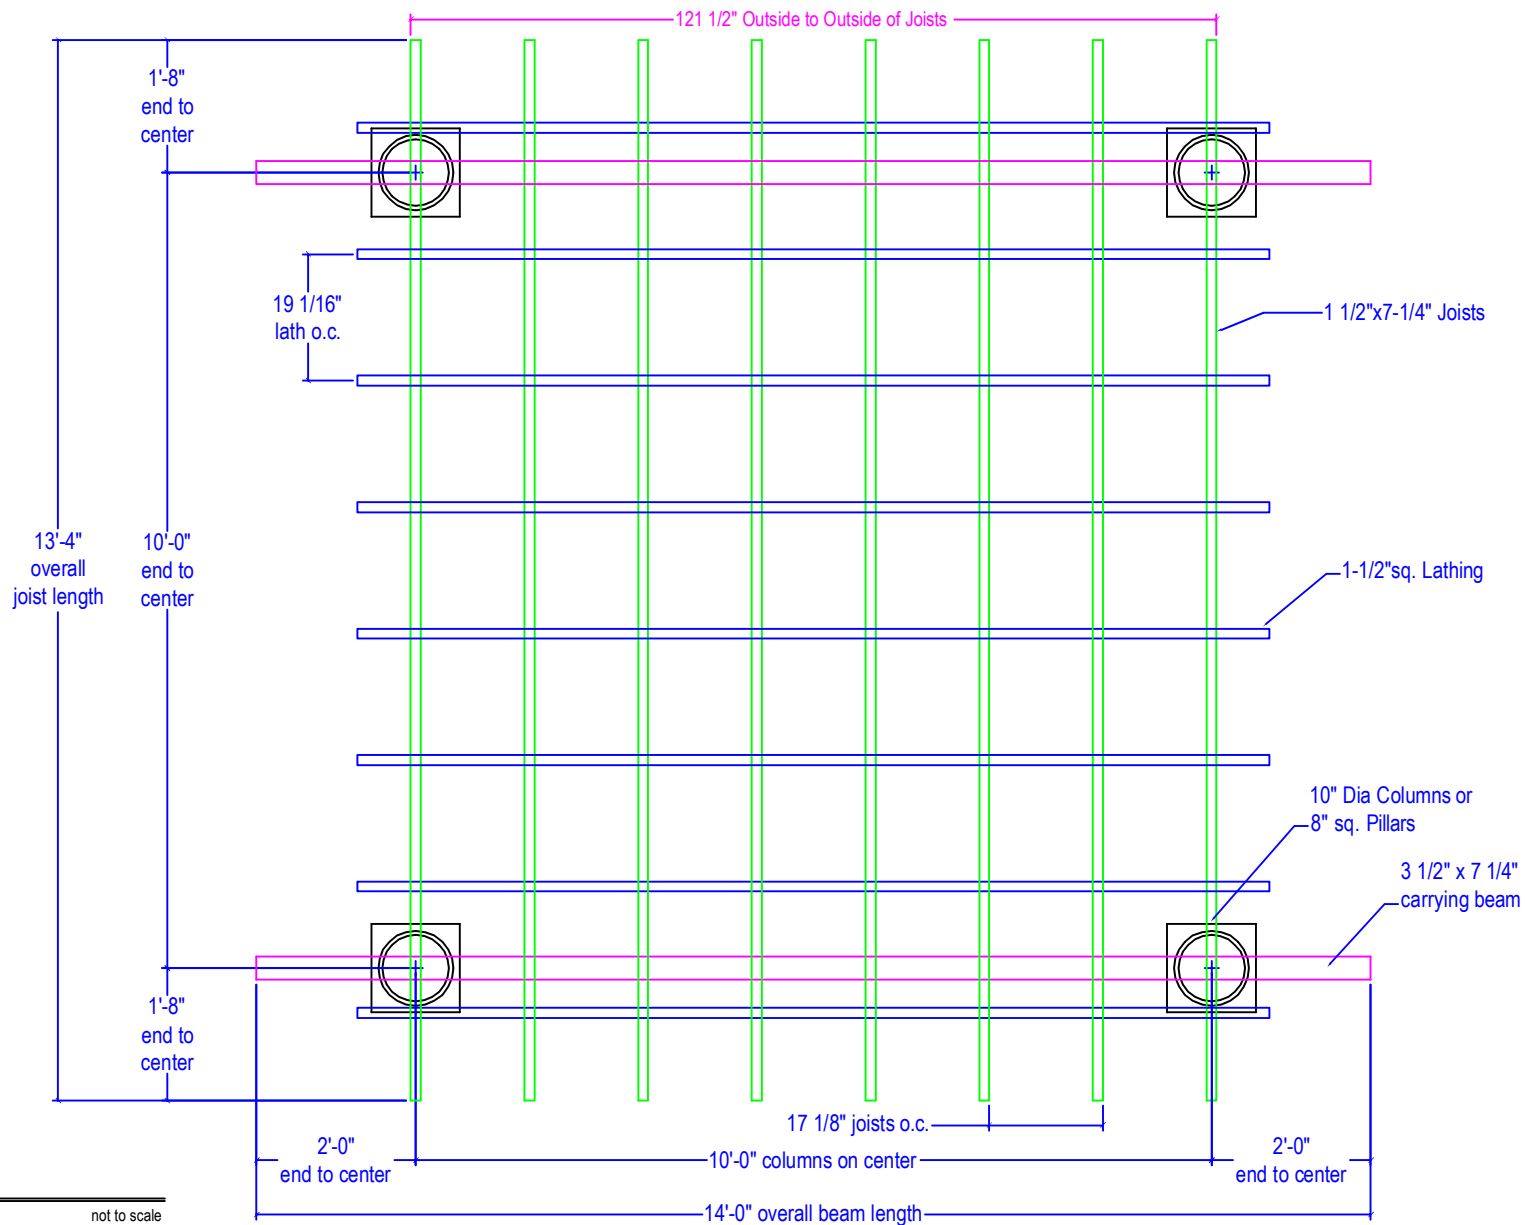 121 1/2" Outside to Outside of Joists
1'-8"
end to
center
19 1/16"
lath o.c.
1 1/2"x7-1/4" Joists
13'-4"
overall
joist length
10'-0"
end to
center
1-1/2"sq. Lathing
10" Dia Columns or
8" sq. Pillars
3 1/2" x 7 1/4"
carrying beam
1'-8"
end to
center
17 1/8" joists o.c.
2'-0"
end to center
10'-0" columns on center
2'-0"
end to center
14'-0" overall beam length
not to scale